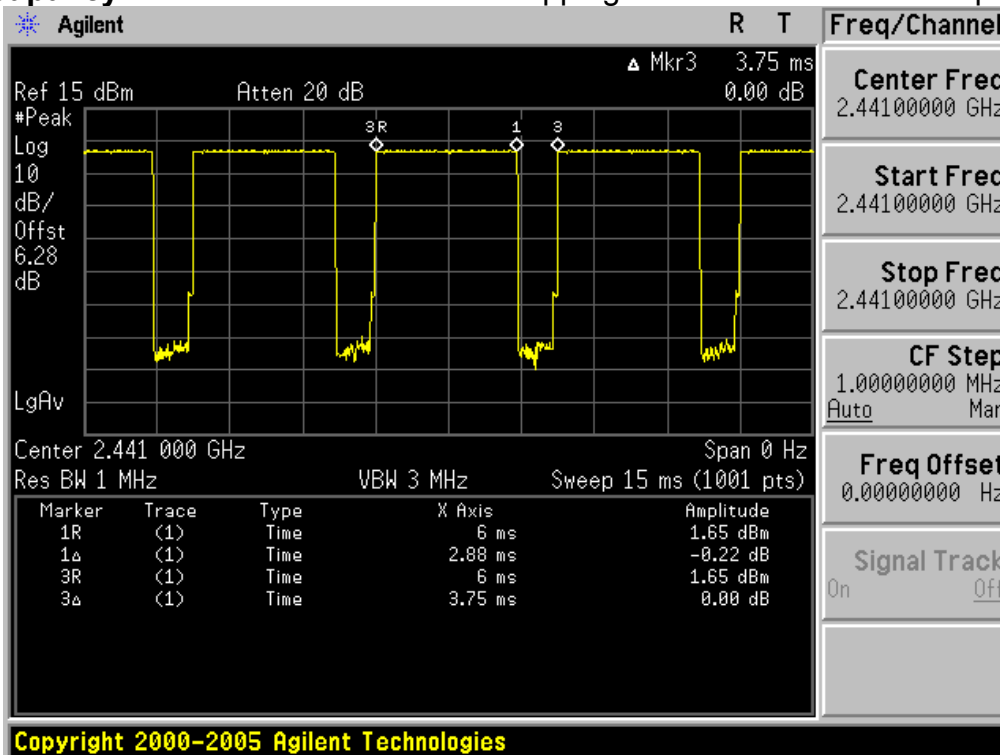 Agilent R T
Δ Mkr3 3.75 ms
Ref 15 dBm Atten 20 dB 0.00 dB
#Peak
Log
10
dB/
Offst
6.28
dB
LgAv
3R 1 3
Center 2.441 000 GHz Span 0 Hz
Res BW 1 MHz VBW 3 MHz Sweep 15 ms (1001 pts)
Marker Trace Type X Axis Amplitude
1R (1) Time 6 ms 1.65 dBm
1Δ (1) Time 2.88 ms -0.22 dB
3R (1) Time 6 ms 1.65 dBm
3Δ (1) Time 3.75 ms 0.00 dB
Freq/Channel
Center Freq
2.44100000 GHz
Start Freq
2.44100000 GHz
Stop Freq
2.44100000 GHz
CF Step
1.00000000 MHz
Auto Man
Freq Offset
0.00000000 Hz
Signal Track
On Off
Copyright 2000-2005 Agilent Technologies